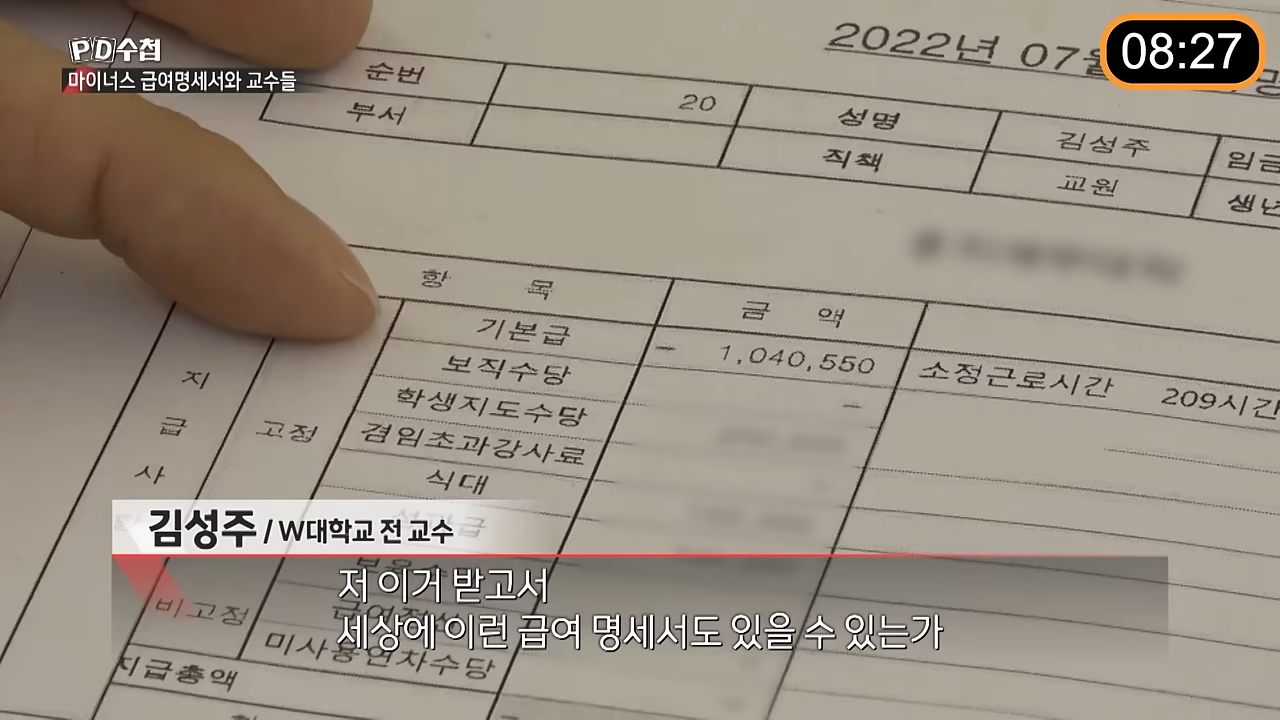 PD수첩
마이너스 급여명세서와 교수들
08:27
2022년 07월
순번 20 성명 김성주 임금
부서 직책 교원 생년
항 목 금 액
기본급 - 1,040,550 소정근로시간 209시간
보직수당 -
학생지도수당
겸임초과강사료
식대
지 급 사
고정
비고정
미사용연차수당
지급총액
김성주 / W대학교 전 교수
저 이거 받고서
세상에 이런 급여 명세서도 있을 수 있는가